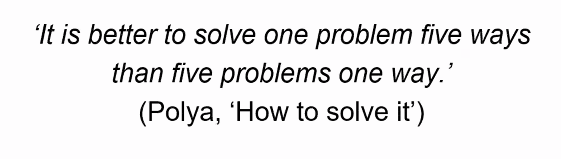 ‘It is better to solve one problem five ways
than five problems one way.’
(Polya, ‘How to solve it’)